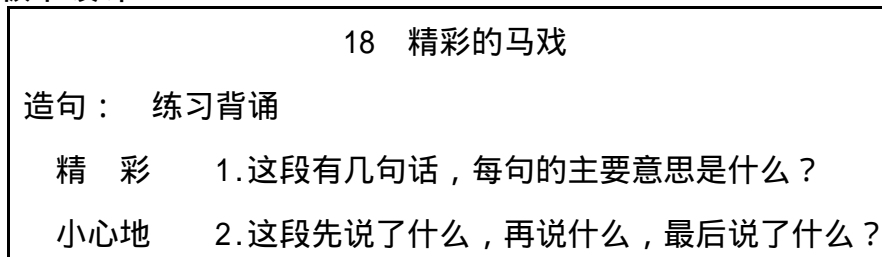 18 精彩的马戏
造句： 练习背诵
精 彩 1.这段有几句话，每句的主要意思是什么？
小心地 2.这段先说了什么，再说什么，最后说了什么？